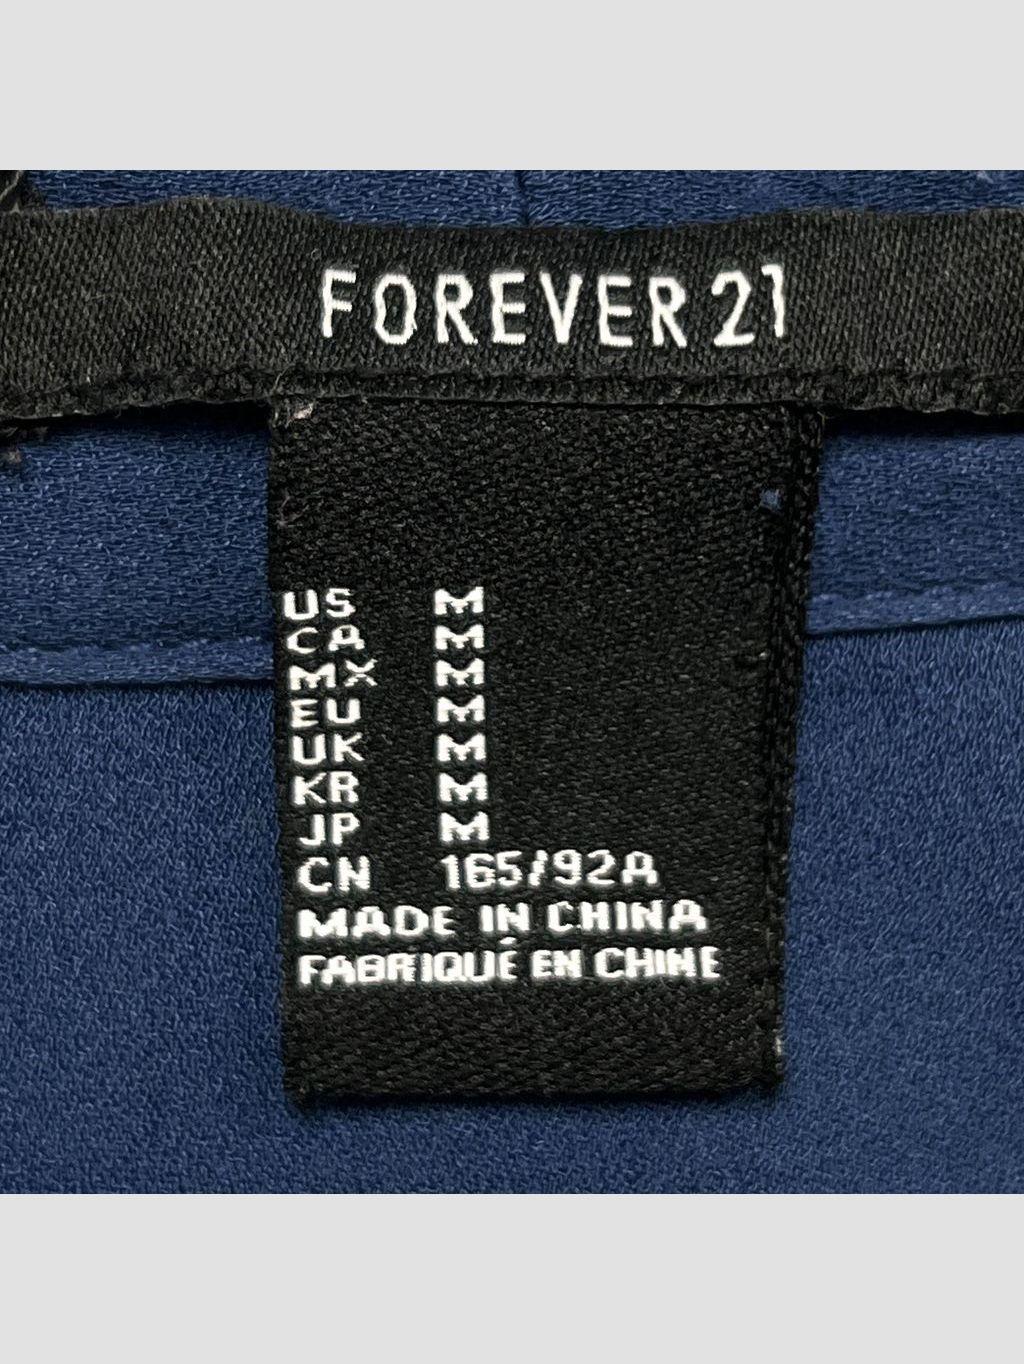 FOREVER 21
US M
CA M
MX M
EU M
UK M
KR M
JP M
CN 165/92A
MADE IN CHINA
FABRIQUÉ EN CHINE